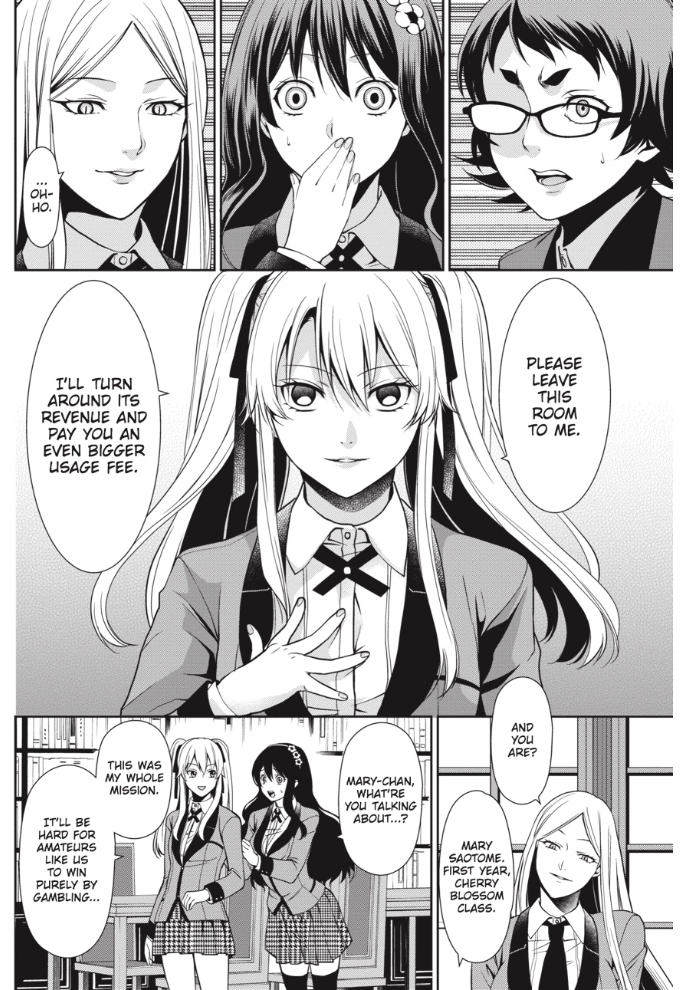 PLEASE
LEAVE
THIS
ROOM
TO ME.
I'LL TURN
AROUND ITS
REVENUE AND
PAY YOU AN
EVEN BIGGER
USAGE FEE.
...
OH-
HO.
AND
YOU
ARE?
MARY
SAOTOME.
FIRST YEAR,
CHERRY
BLOSSOM
CLASS.
MARY-CHAN,
WHAT'RE
YOU TALKING
ABOUT...?
THIS WAS
MY WHOLE
MISSION.
IT'LL BE
HARD FOR
AMATEURS
LIKE US
TO WIN
PURELY BY
GAMBLING...